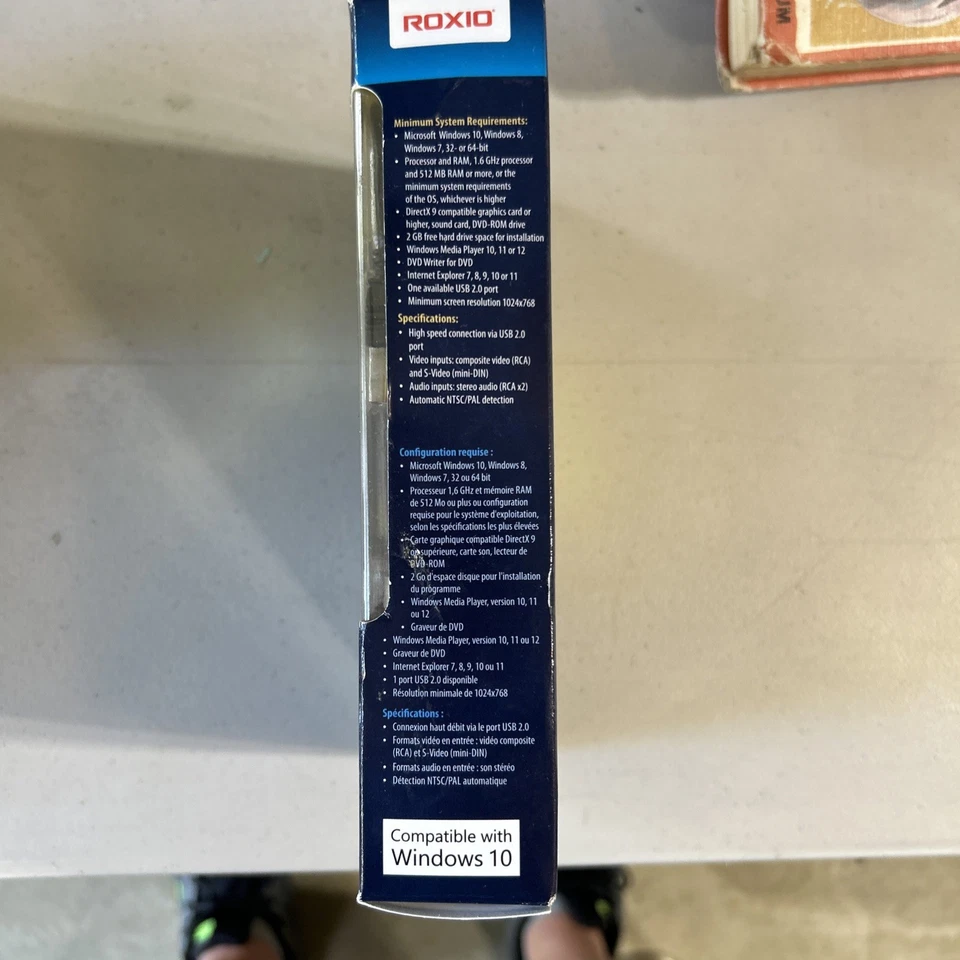 ROXIO
UM
Minimum System Requirements:
• Microsoft Windows 10, Windows 8,
Windows 7, 32- or 64-bit
• Processor and RAM, 1.6 GHz processor
and 512 MB RAM or more, or the
minimum system requirements
of the OS, whichever is higher
• DirectX 9 compatible graphics card or
higher, sound card, DVD-ROM drive
• 2 GB free hard drive space for installation
• Windows Media Player 10, 11 or 12
• DVD Writer for DVD
• Internet Explorer 7, 8, 9, 10 or 11
• One available USB 2.0 port
• Minimum screen resolution 1024x768
Specifications:
• High speed connection via USB 2.0
port
• Video inputs: composite video (RCA)
and S-Video (mini-DIN)
• Audio inputs: stereo audio (RCA x2)
• Automatic NTSC/PAL detection
Configuration requise :
• Microsoft Windows 10, Windows 8,
Windows 7, 32 ou 64 bit
• Processeur 1,6 GHz et mémoire RAM
de 512 Mo ou plus ou configuration
requise pour le système d'exploitation,
selon les spécifications les plus élevées
• Carte graphique compatible DirectX 9
ou supérieure, carte son, lecteur de
DVD-ROM
• 2 Go d'espace disque pour l'installation
du programme
• Windows Media Player, version 10, 11
ou 12
• Graveur de DVD
• Windows Media Player, version 10, 11 ou 12
• Graveur de DVD
• Internet Explorer 7, 8, 9, 10 ou 11
• 1 port USB 2.0 disponible
• Résolution minimale de 1024x768
Spécifications :
• Connexion haut débit via le port USB 2.0
• Formats vidéo en entrée : vidéo composite
(RCA) et S-Video (mini-DIN)
• Formats audio en entrée : son stéréo
• Détection NTSC/PAL automatique
Compatible with
Windows 10